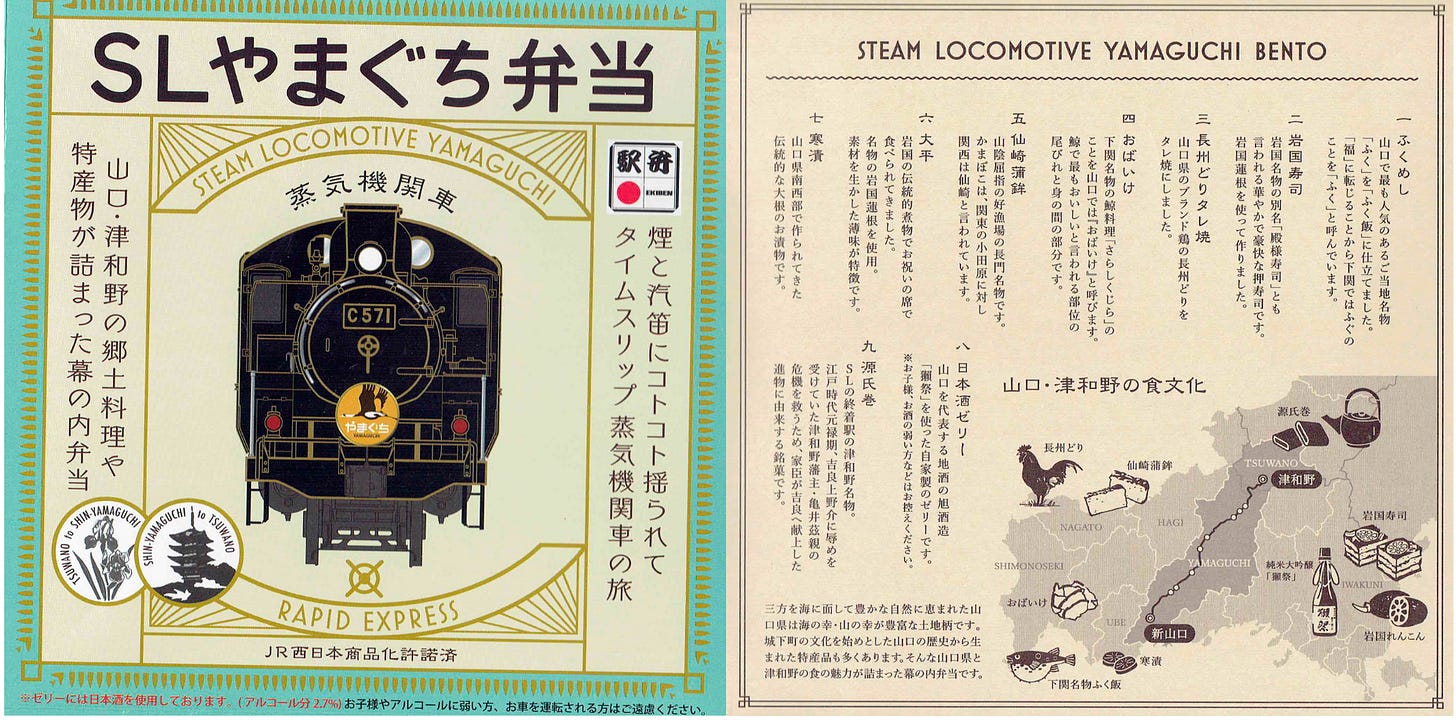 SLやまぐち弁当
STEAM LOCOMOTIVE YAMAGUCHI
蒸気機関車
駅弁
EKIBEN
煙と汽笛にコトコト揺られて
タイムスリップ 蒸気機関車の旅
C571
やまぐち
YAMAGUCHI
山口・津和野の郷土料理や
特産物が詰まった幕の内弁当
TSUWANO to SHIN-YAMAGUCHI
SHIN-YAMAGUCHI to TSUWANO
RAPID EXPRESS
JR西日本商品化許諾済
※ゼリーには日本酒を使用しております。(アルコール分2.7%)お子様やアルコールに弱い方、お車を運転される方はご遠慮ください。
STEAM LOCOMOTIVE YAMAGUCHI BENTO
一 ふくめし
山口で最も人気のあるご当地名物
「ふく」を「ふく飯」に仕立てました。
「福」に転じることから下関ではふぐの
ことを「ふく」と呼んでいます。
二 岩国寿司
岩国名物の別名「殿様寿司」とも
言われる華やかで豪快な押寿司です。
岩国蓮根を使って作りました。
三 長州どりタレ焼
山口県のブランド鶏の長州どりを
タレ焼にしました。
四 おばいけ
下関名物の鯨料理「さらしくじら」の
ことを山口では『おばいけ』と呼びます。
鯨で最もおいしいと言われる部位の
尾びれと身の間の部分です。
五 仙崎蒲鉾
山陰屈指の好漁場の長門名物です。
かまぼこは、関東の小田原に対し
関西は仙崎と言われています。
六 大平
岩国の伝統的煮物でお祝いの席で
食べられてきました。
名物の岩国蓮根を使用。
素材を生かした薄味が特徴です。
七 寒漬
山口県南西部で作られてきた
伝統的な大根のお漬物です。
八 日本酒ゼリー
山口を代表する地酒の旭酒造
「獺祭」を使った自家製のゼリーです。
※お子様、お酒の弱い方などはお控えください。
九 源氏巻
SLの終着駅の津和野名物。
江戸時代元禄期、吉良上野介に辱めを
受けていた津和野藩主・亀井茲親の
危機を救うため、家臣が吉良へ献上した
進物に由来する銘菓です。
山口・津和野の食文化
源氏巻
長州どり
仙崎蒲鉾
TSUWANO
津和野
NAGATO
HAGI
岩国寿司
SHIMONOSEKI
YAMAGUCHI
純米大吟醸
「獺祭」
IWAKUNI
獺祭
おばいけ
UBE
新山口
岩国れんこん
寒漬
下関名物ふく飯
三方を海に面して豊かな自然に恵まれた山
口県は海の幸・山の幸が豊富な土地柄です。
城下町の文化を始めとした山口の歴史から生
まれた特産品も多くあります。そんな山口県と
津和野の食の魅力が詰まった幕の内弁当です。